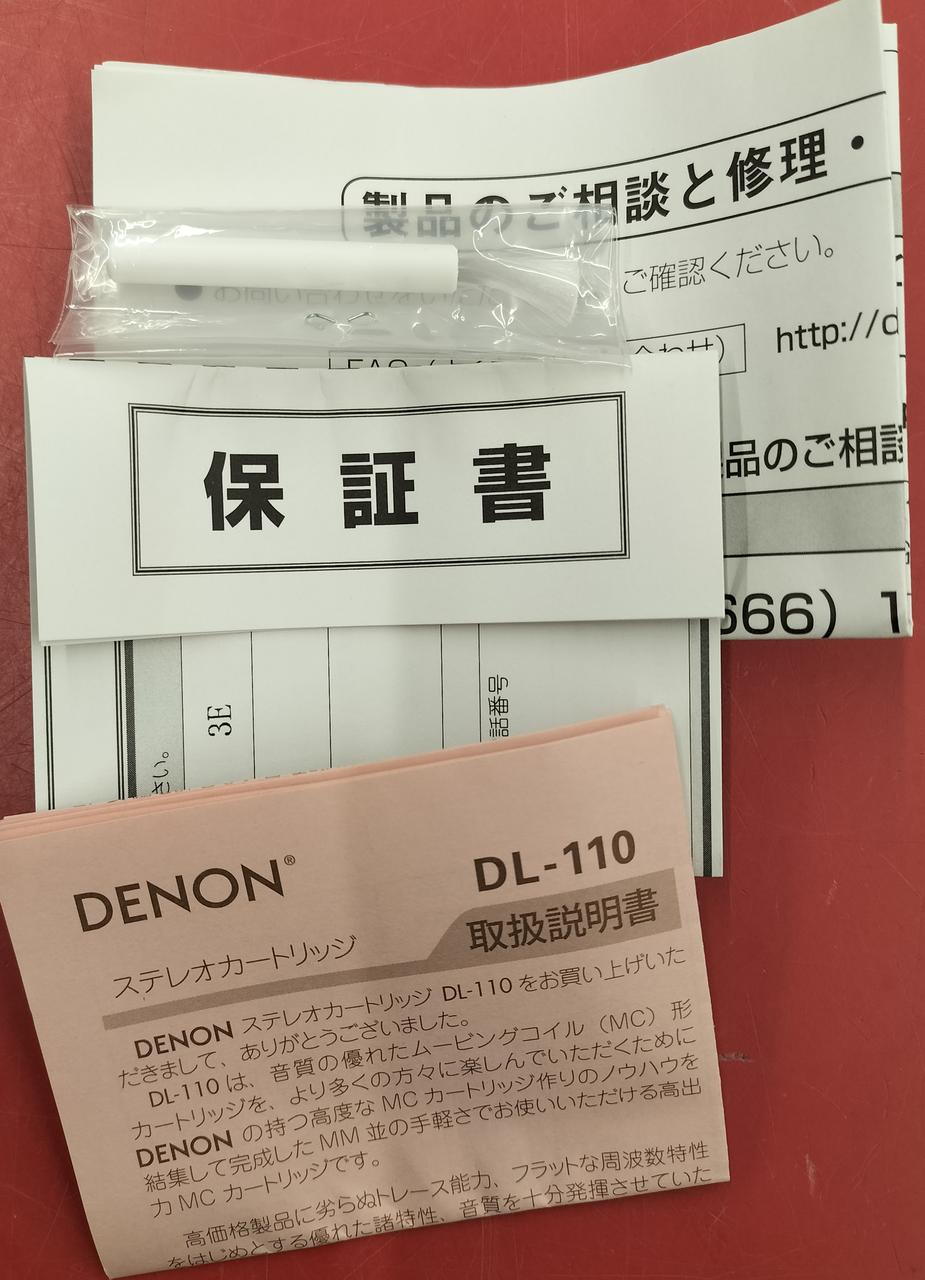 製品のご相談と修理・
ご確認ください。
合わせ）
http://d
品のご相談
666） 1
保証書
3E
話番号
さい。
DENON®
DL-110
ステレオカートリッジ
取扱説明書
DENON ステレオカートリッジ DL-110 をお買い上げいた
だきまして、ありがとうございました。
DL-110 は、音質の優れたムービングコイル（MC）形
カートリッジを、より多くの方々に楽しんでいただくために
DENON の持つ高度な MC カートリッジ作りのノウハウを
結集して完成した MM 並の手軽さでお使いいただける高出
力 MC カートリッジです。
高価格製品に劣らぬトレース能力、フラットな周波数特性
をはじめとする優れた諸特性、音質を十分発揮させていた